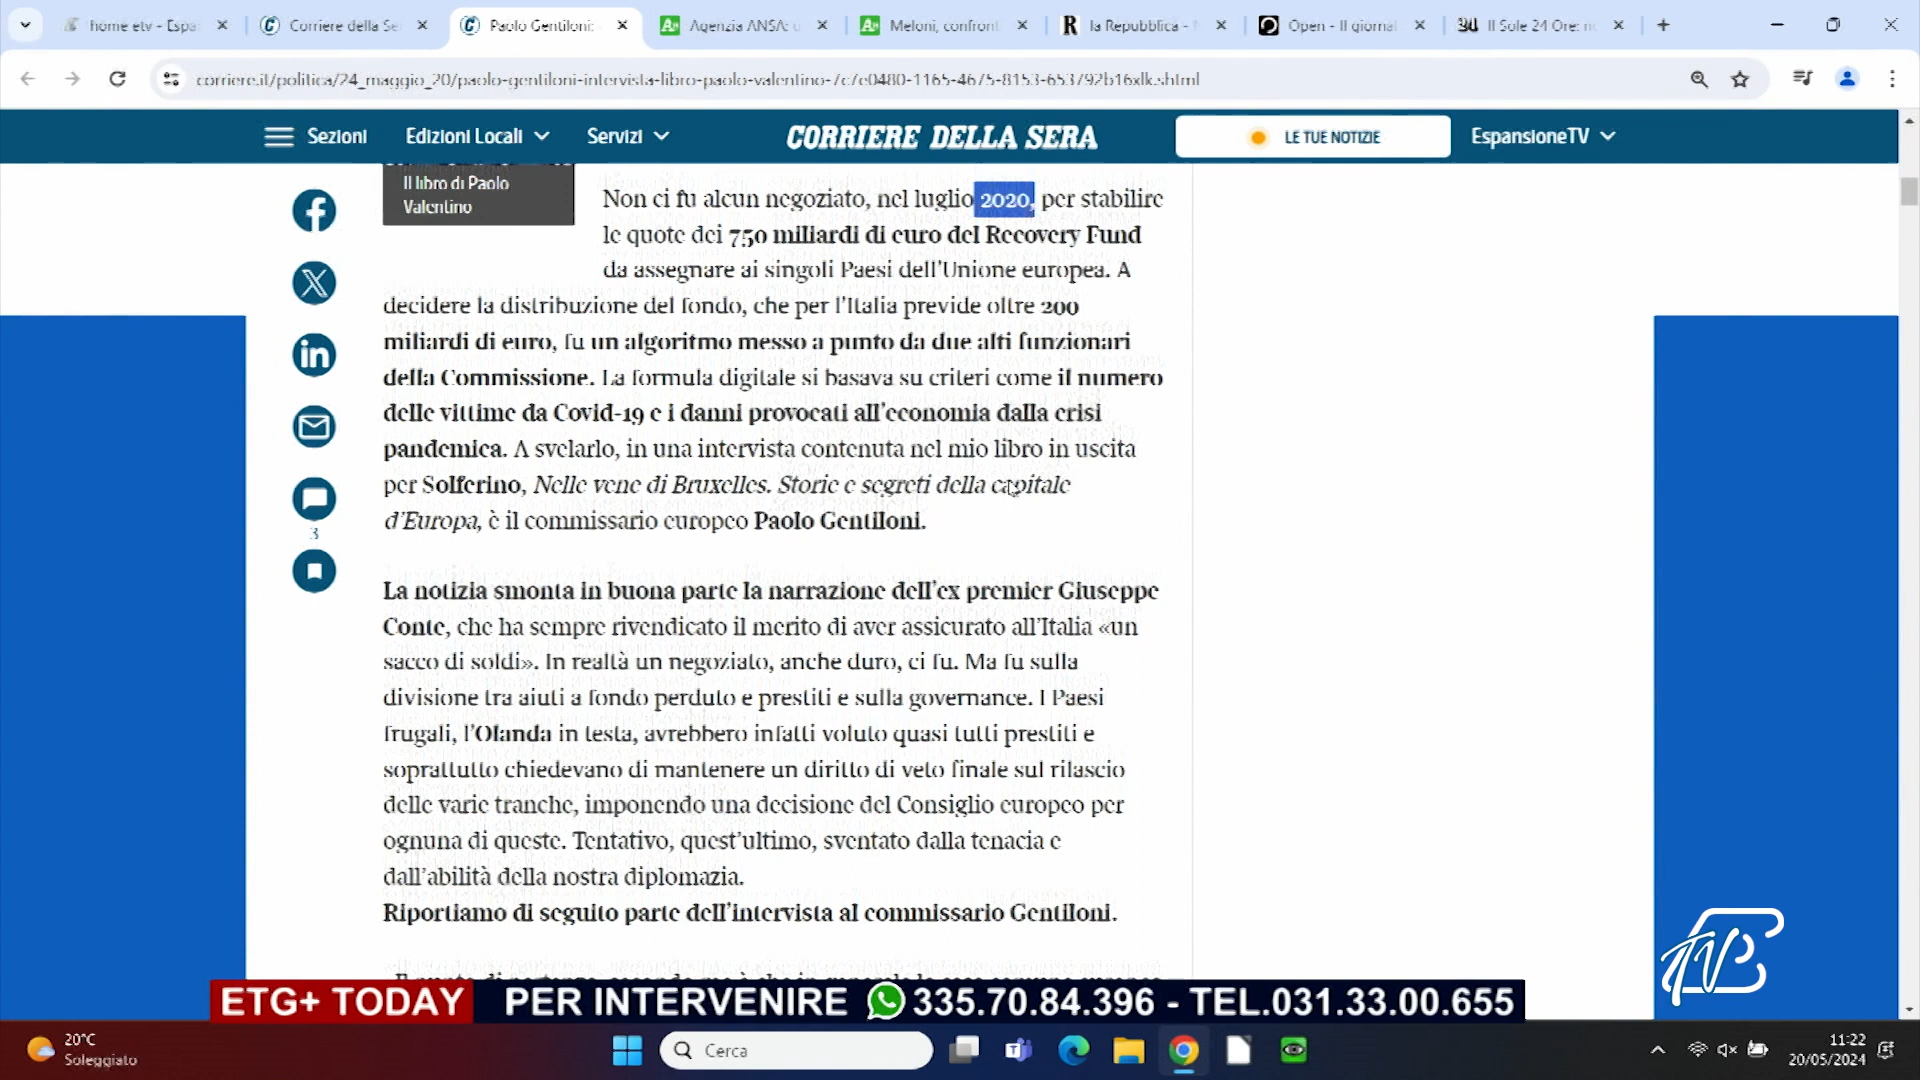 home etv - Espa
Corriere della Se
Paolo Gentiloni:
Agenzia ANSA: u
Meloni, confront
la Repubblica -
Open - Il giornal
Il Sole 24 Ore: n
corriere.it/politica/24_maggio_20/paolo-gentiloni-intervista-libro-paolo-valentino-7c7e0480-1165-4675-8153-653792b16xlk.shtml
Sezioni
Edizioni Locali
Servizi
CORRIERE DELLA SERA
LE TUE NOTIZIE
EspansioneTV
Il libro di Paolo
Valentino
Non ci fu alcun negoziato, nel luglio 2020, per stabilire
le quote dei 750 miliardi di euro del Recovery Fund
da assegnare ai singoli Paesi dell'Unione europea. A
decidere la distribuzione del fondo, che per l'Italia previde oltre 200
miliardi di euro, fu un algoritmo messo a punto da due alti funzionari
della Commissione. La formula digitale si basava su criteri come il numero
delle vittime da Covid-19 e i danni provocati all'economia dalla crisi
pandemica. A svelarlo, in una intervista contenuta nel mio libro in uscita
per Solferino, Nelle vene di Bruxelles. Storie e segreti della capitale
d'Europa, è il commissario europeo Paolo Gentiloni.
3
La notizia smonta in buona parte la narrazione dell'ex premier Giuseppe
Conte, che ha sempre rivendicato il merito di aver assicurato all'Italia «un
sacco di soldi». In realtà un negoziato, anche duro, ci fu. Ma fu sulla
divisione tra aiuti a fondo perduto e prestiti e sulla governance. I Paesi
frugali, l'Olanda in testa, avrebbero infatti voluto quasi tutti prestiti e
soprattutto chiedevano di mantenere un diritto di veto finale sul rilascio
delle varie tranche, imponendo una decisione del Consiglio europeo per
ognuna di queste. Tentativo, quest'ultimo, sventato dalla tenacia e
dall'abilità della nostra diplomazia.
Riportiamo di seguito parte dell'intervista al commissario Gentiloni.
ETG+ TODAY
PER INTERVENIRE 335.70.84.396 - TEL.031.33.00.655
20°C
Soleggiato
Cerca
11:22
20/05/2024